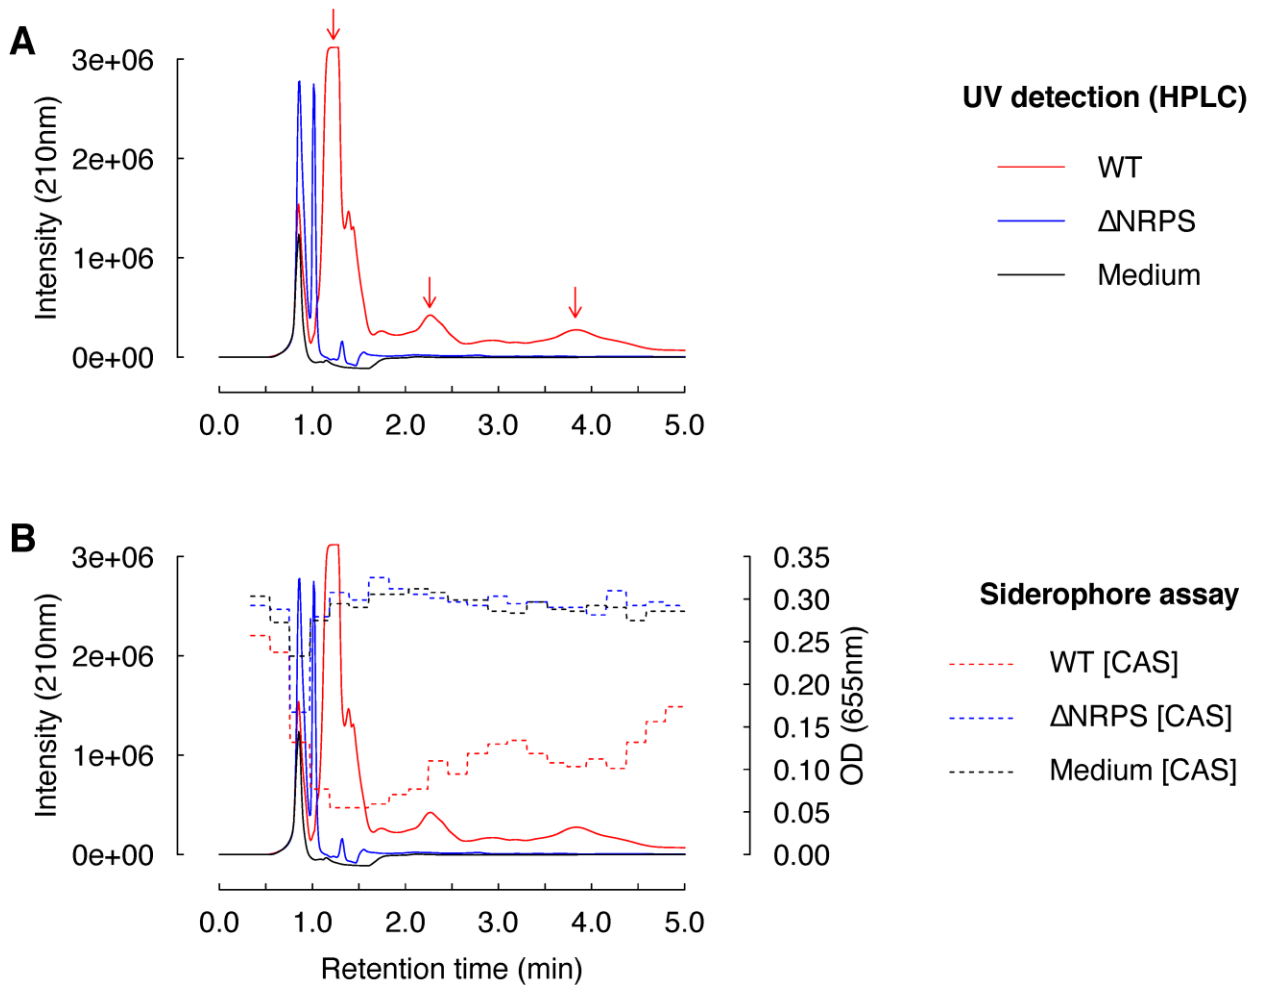 A
Intensity (210nm)
3e+06
2e+06
1e+06
0e+00
0.0 1.0 2.0 3.0 4.0 5.0
UV detection (HPLC)
WT
ΔNRPS
Medium
B
Intensity (210nm)
3e+06
2e+06
1e+06
0e+00
0.35
0.30
0.25
0.20
0.15
0.10
0.05
0.00
OD (655nm)
0.0 1.0 2.0 3.0 4.0 5.0
Retention time (min)
Siderophore assay
WT [CAS]
ΔNRPS [CAS]
Medium [CAS]